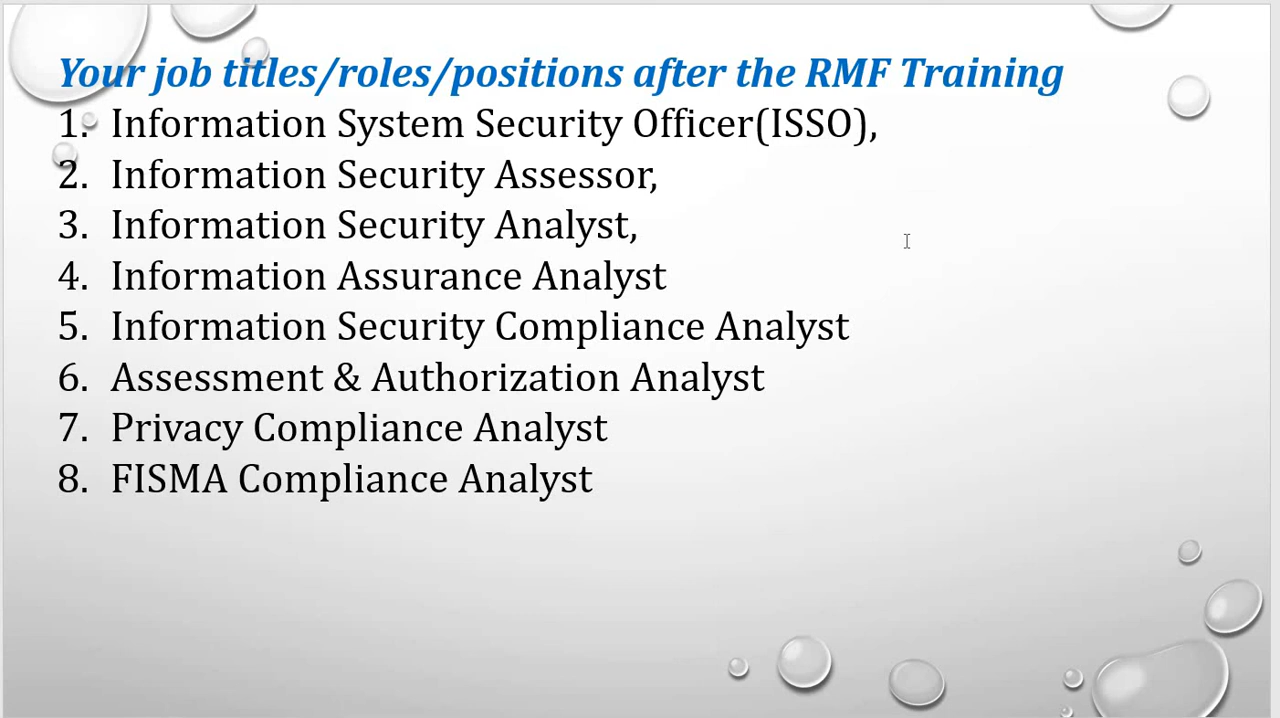 Your job titles/roles/positions after the RMF Training
1. Information System Security Officer(ISSO),
2. Information Security Assessor,
3. Information Security Analyst,
4. Information Assurance Analyst
5. Information Security Compliance Analyst
6. Assessment & Authorization Analyst
7. Privacy Compliance Analyst
8. FISMA Compliance Analyst